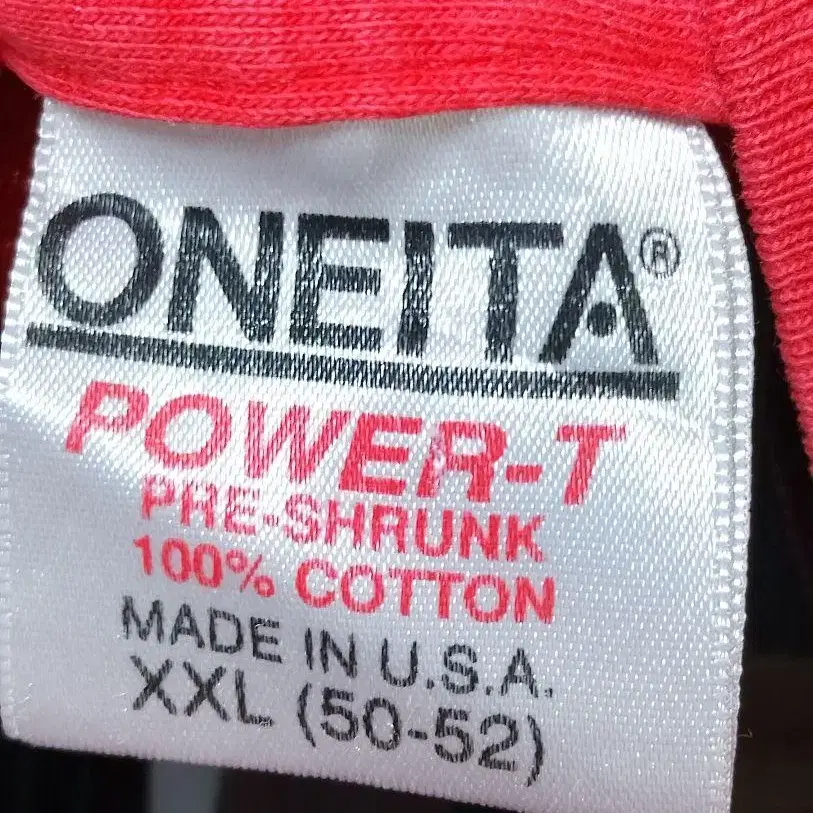 ONEITA®
POWER-T
PRE-SHRUNK
100% COTTON
MADE IN U.S.A.
XXL (50-52)